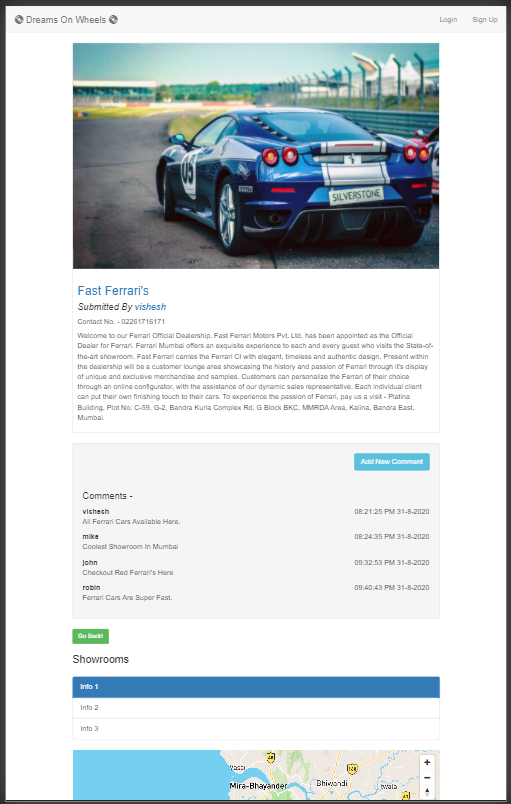 Dreams On Wheels
Login
Sign Up
05
SILVERSTONE
Fast Ferrari's
Submitted By vishesh
Contact No. - 02261716171
Welcome to our Ferrari Official Dealership. Fast Ferrari Motors Pvt. Ltd. has been appointed as the Official
Dealer for Ferrari. Ferrari Mumbai offers an exquisite experience to each and every guest who visits the State-of-
the-art showroom. Fast Ferrari carries the Ferrari CI with elegant, timeless and authentic design. Present within
the dealership will be a customer lounge area showcasing the history and passion of Ferrari through it's display
of unique and exclusive merchandise and samples. Customers can personalize the Ferrari of their choice
through an online configurator, with the assistance of our dynamic sales representative. Each individual client
can put their own finishing touch to their cars. To experience the passion of Ferrari, pay us a visit - Platina
Building, Plot No: C-59, G-2, Bandra Kurla Complex Rd, G Block BKC, MMRDA Area, Kalina, Bandra East,
Mumbai.
Add New Comment
Comments -
vishesh 08:21:25 PM 31-8-2020
All Ferrari Cars Available Here.
mike 08:24:35 PM 31-8-2020
Coolest Showroom In Mumbai
john 09:32:53 PM 31-8-2020
Checkout Red Ferrari's Here
robin 09:40:43 PM 31-8-2020
Ferrari Cars Are Super Fast.
Go Back!
Showrooms
Info 1
Info 2
Info 3
Vasai
Mira-Bhayander
Bhiwandi